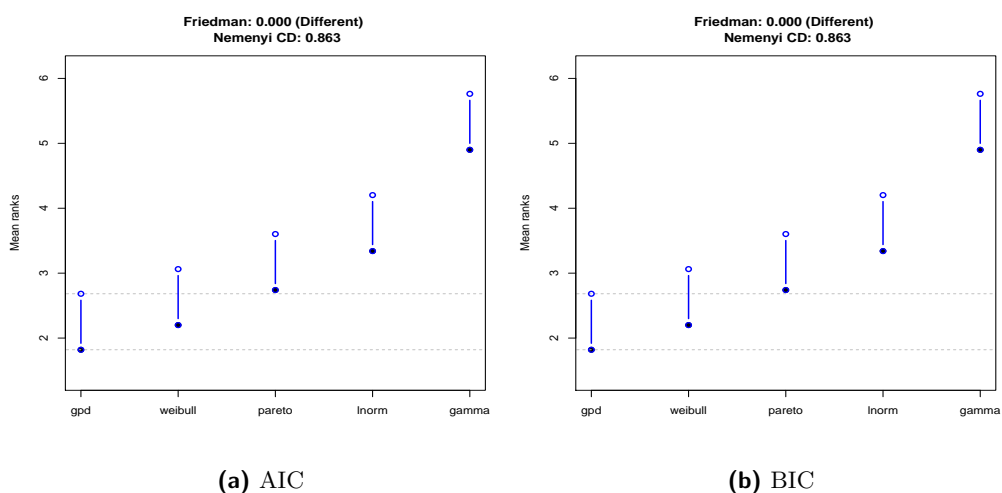 Friedman: 0.000 (Different)
Nemenyi CD: 0.863
Mean ranks
6
5
4
3
2
gpd
weibull
pareto
lnorm
gamma
(a) AIC
Friedman: 0.000 (Different)
Nemenyi CD: 0.863
Mean ranks
6
5
4
3
2
gpd
weibull
pareto
lnorm
gamma
(b) BIC